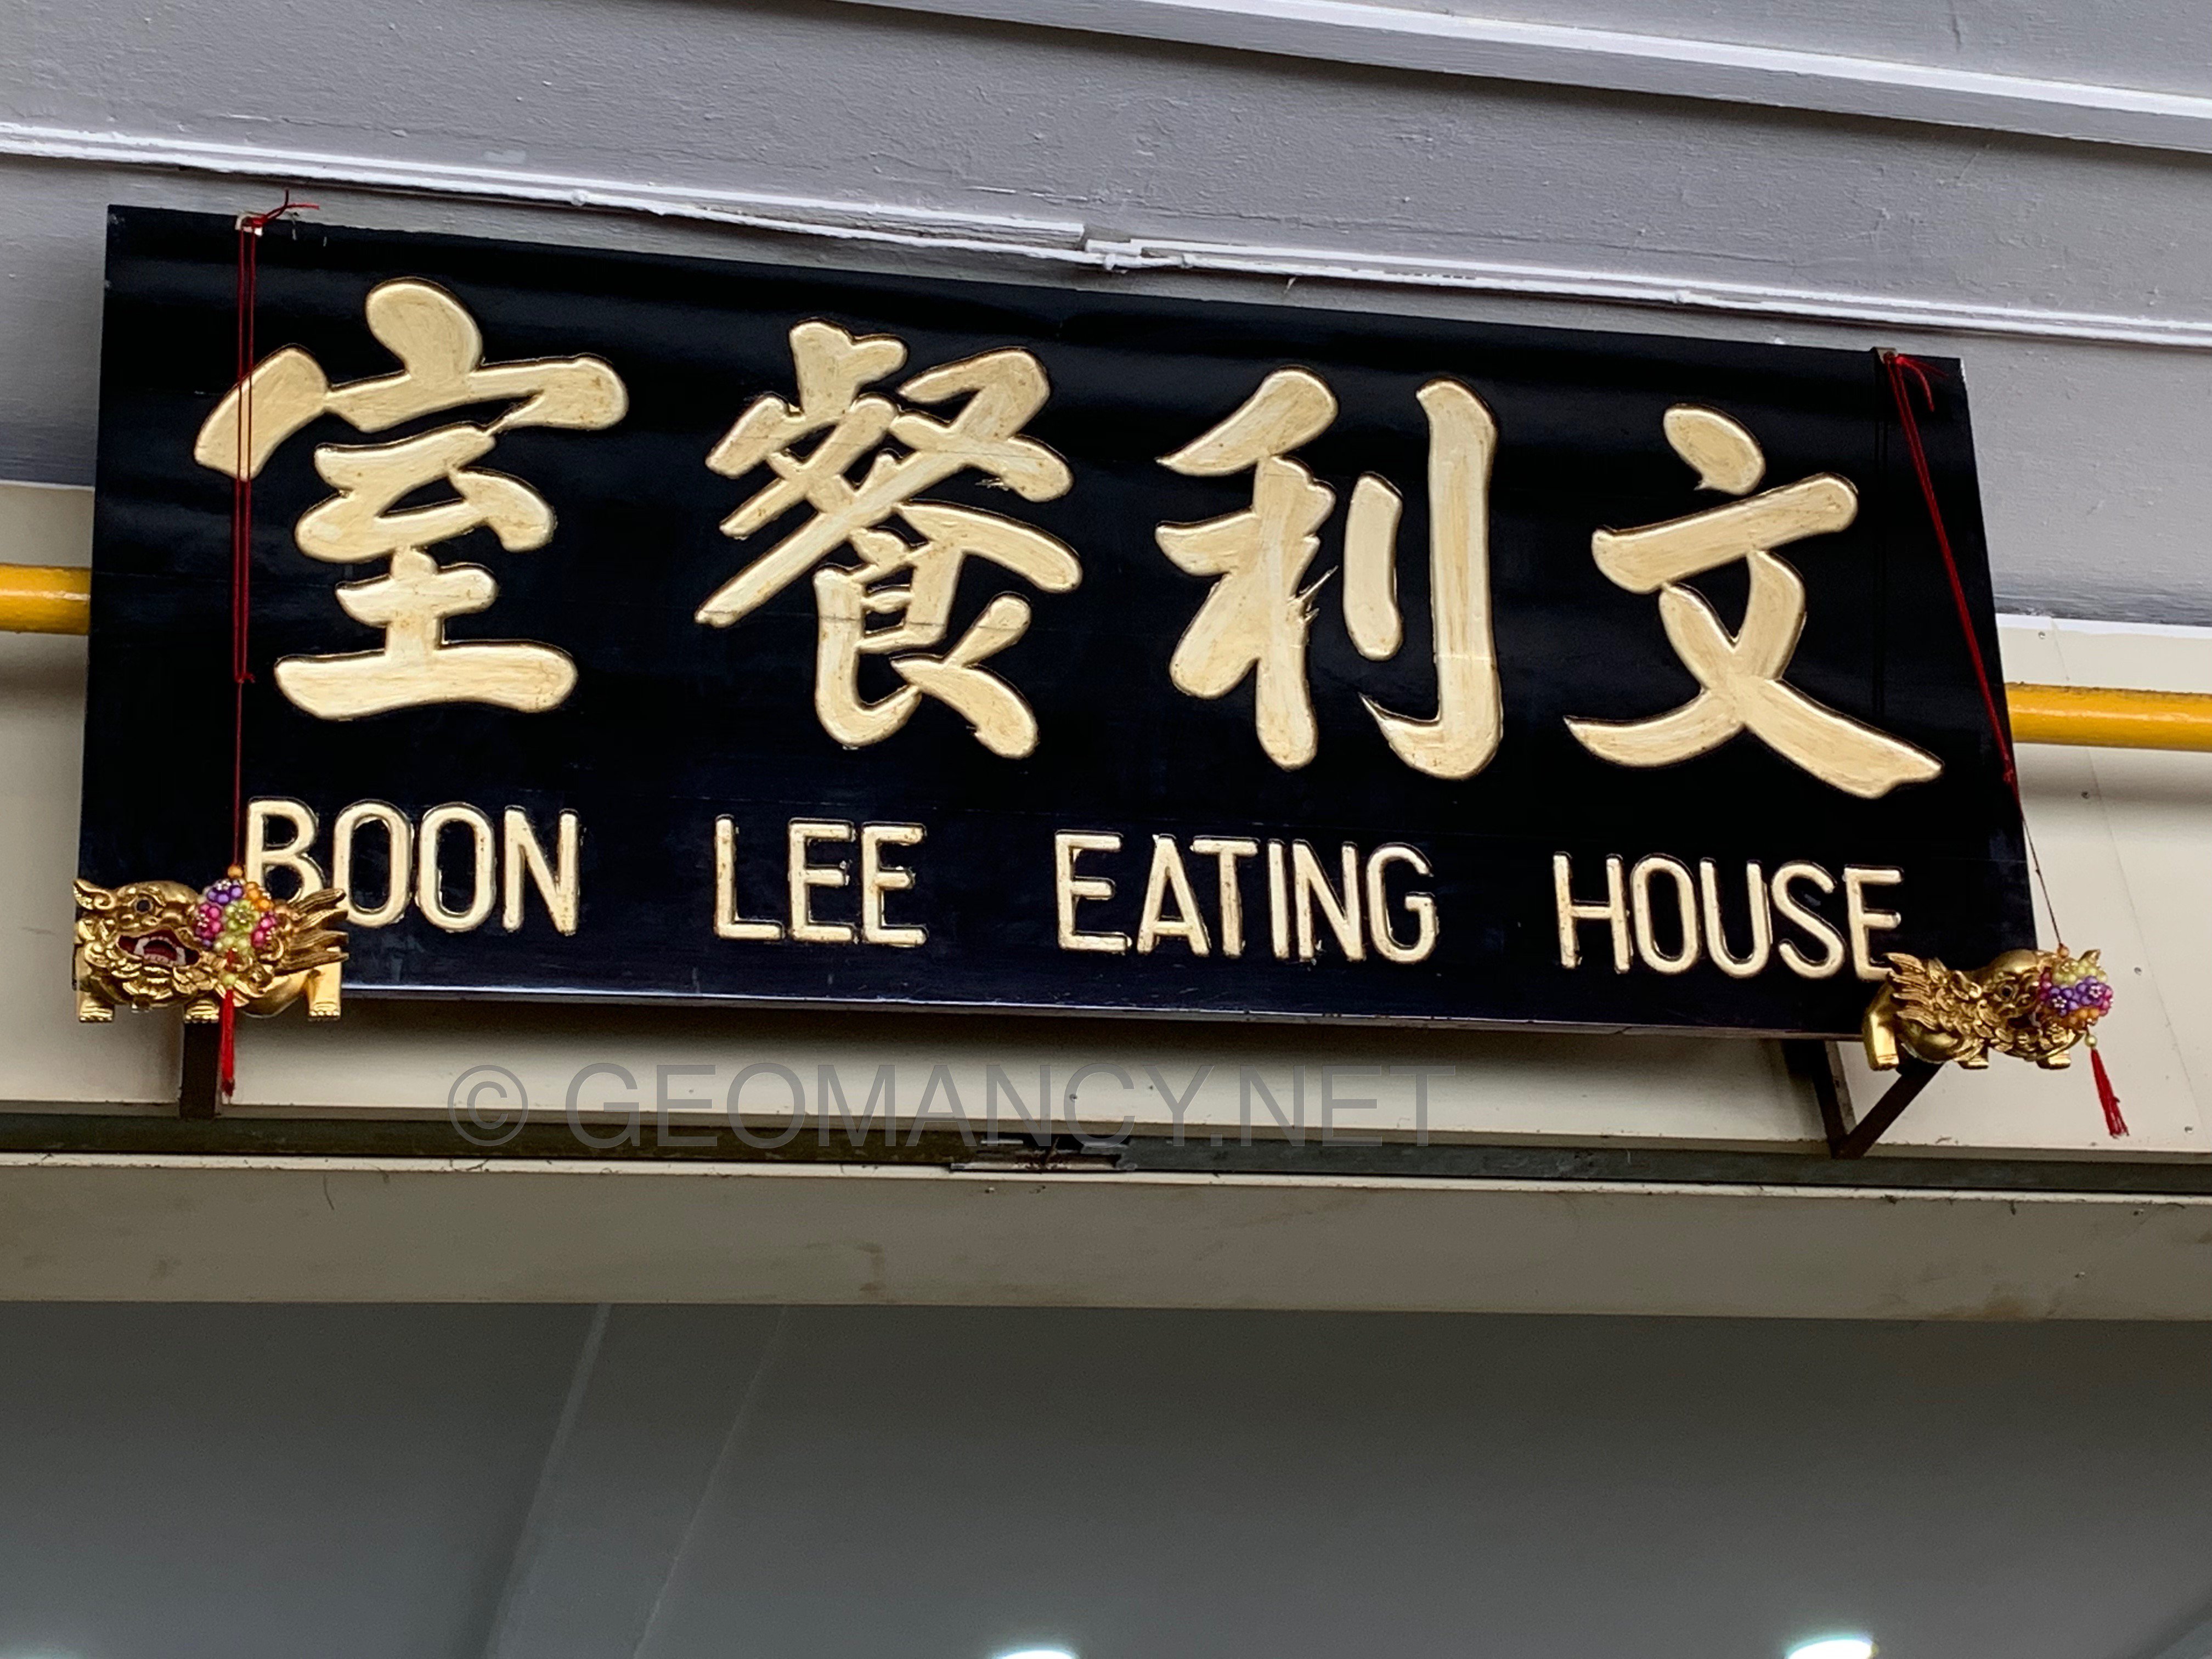 文利餐室
BOON LEE EATING HOUSE
© GEOMANCY.NET